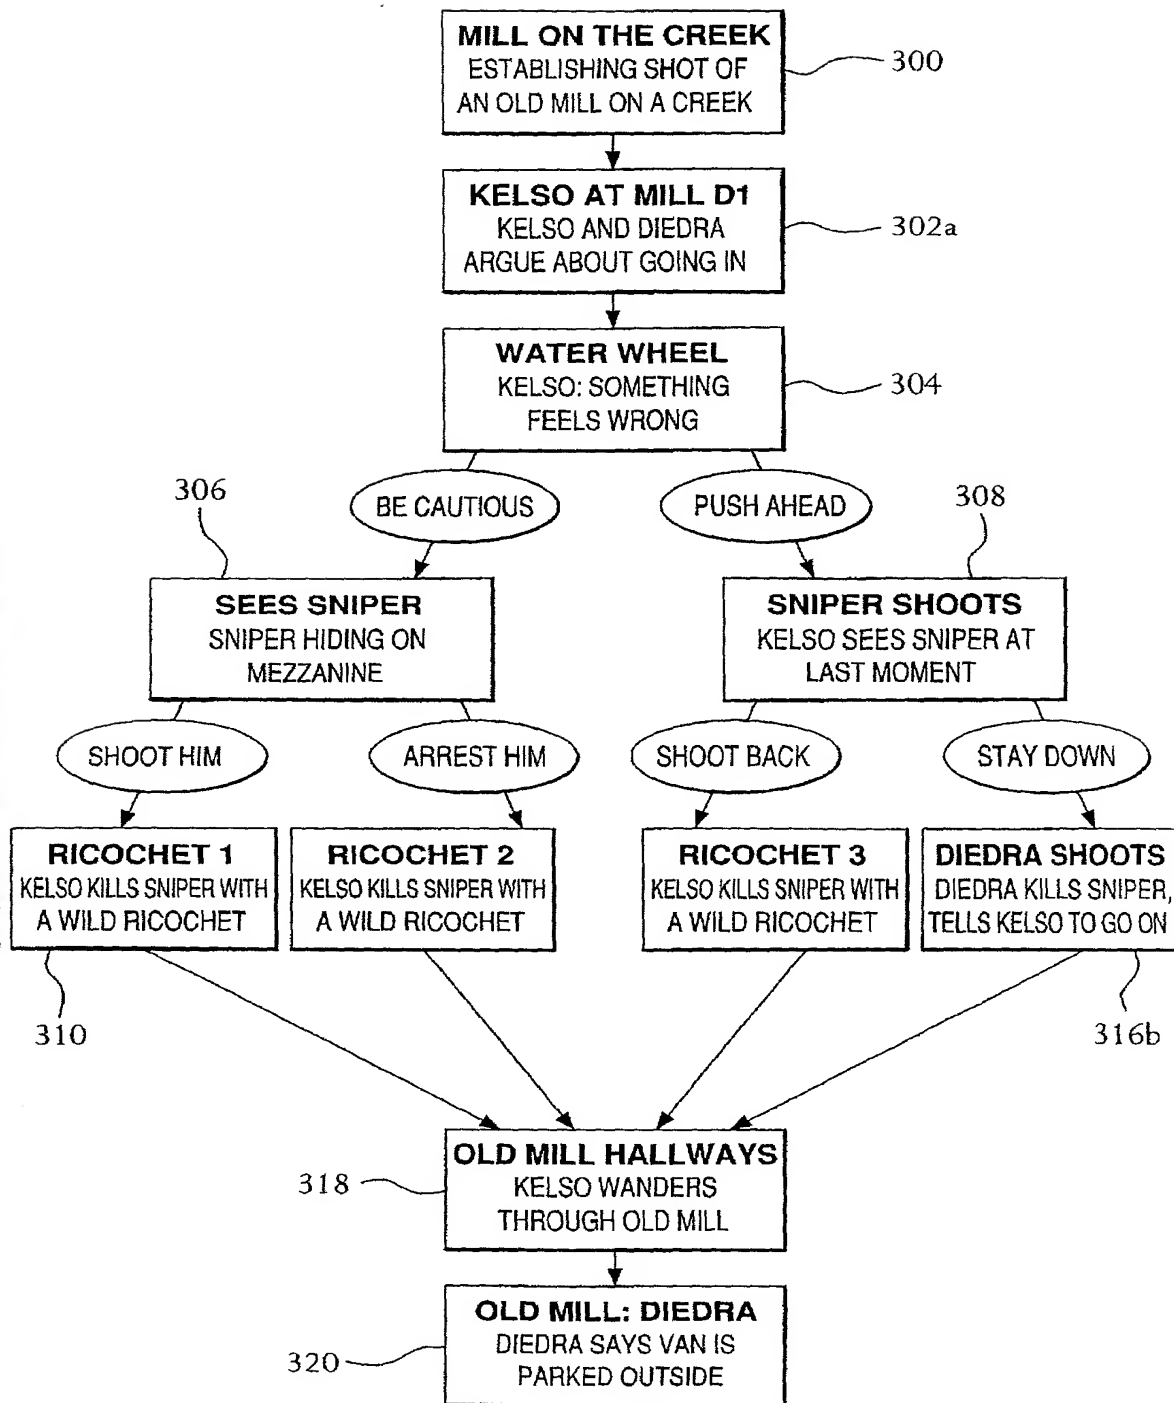 MILL ON THE CREEK
ESTABLISHING SHOT OF
AN OLD MILL ON A CREEK
300
KELSO AT MILL D1
KELSO AND DIEDRA
ARGUE ABOUT GOING IN
302a
WATER WHEEL
KELSO: SOMETHING
FEELS WRONG
304
306
BE CAUTIOUS
PUSH AHEAD
308
SEES SNIPER
SNIPER HIDING ON
MEZZANINE
SNIPER SHOOTS
KELSO SEES SNIPER AT
LAST MOMENT
SHOOT HIM
ARREST HIM
SHOOT BACK
STAY DOWN
RICOCHET 1
KELSO KILLS SNIPER WITH
A WILD RICOCHET
RICOCHET 2
KELSO KILLS SNIPER WITH
A WILD RICOCHET
RICOCHET 3
KELSO KILLS SNIPER WITH
A WILD RICOCHET
DIEDRA SHOOTS
DIEDRA KILLS SNIPER,
TELLS KELSO TO GO ON
310
316b
OLD MILL HALLWAYS
KELSO WANDERS
THROUGH OLD MILL
318
OLD MILL: DIEDRA
DIEDRA SAYS VAN IS
PARKED OUTSIDE
320